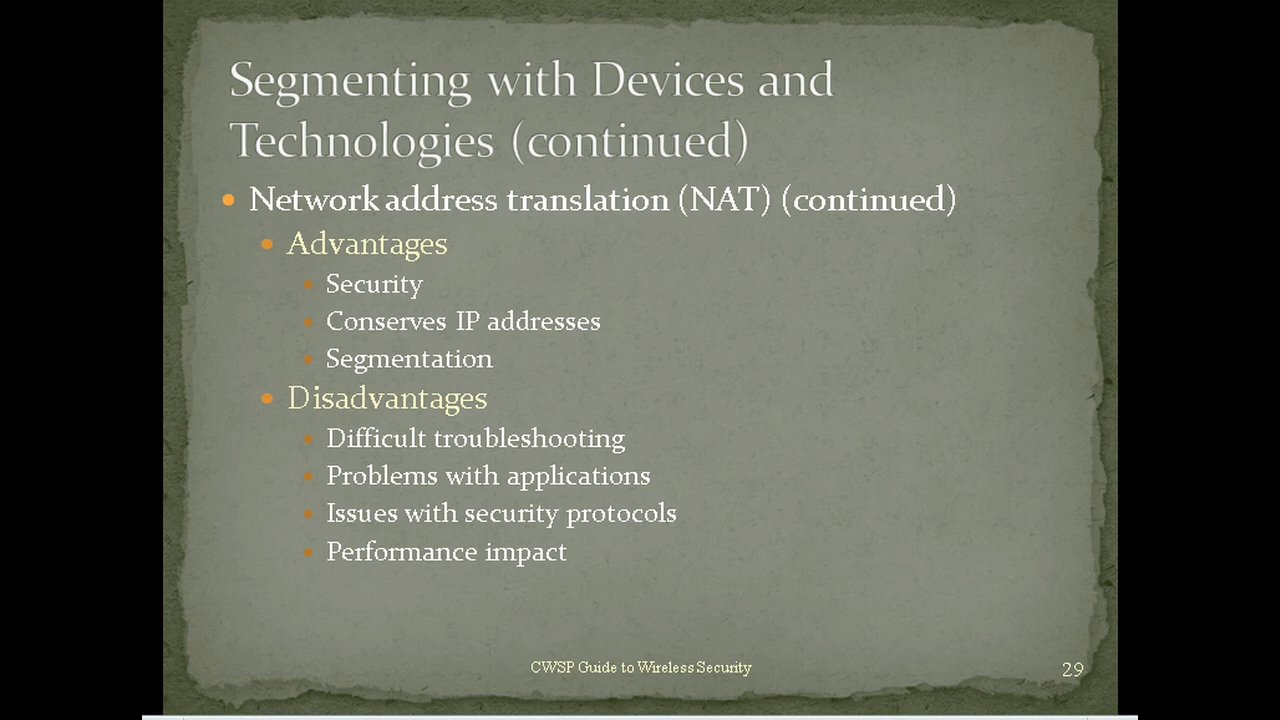 Segmenting with Devices and
Technologies (continued)
Network address translation (NAT) (continued)
Advantages
Security
Conserves IP addresses
Segmentation
Disadvantages
Difficult troubleshooting
Problems with applications
Issues with security protocols
Performance impact
CWSP Guide to Wireless Security
29